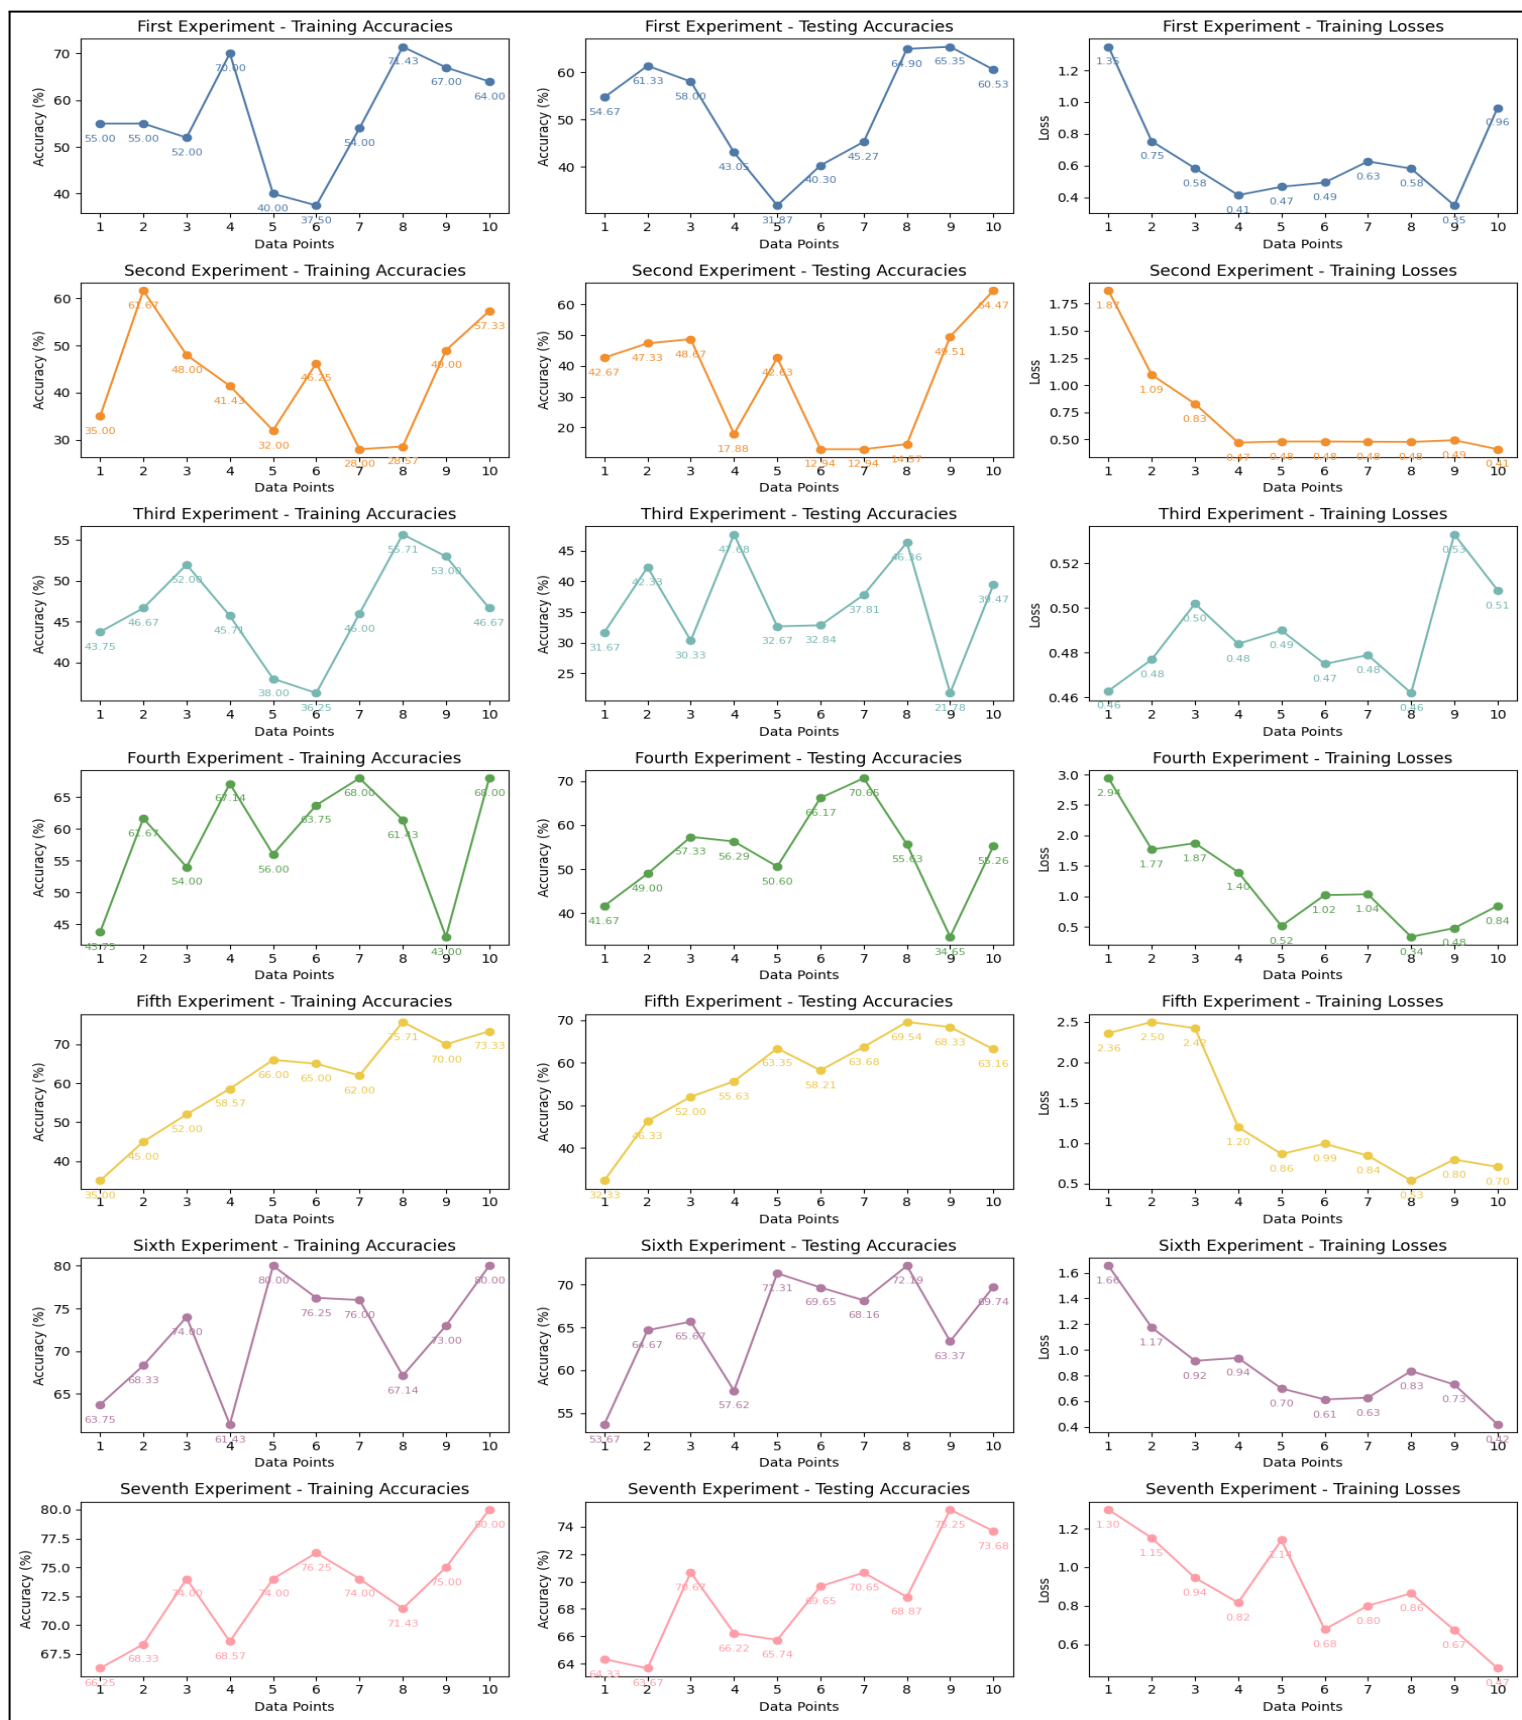 First Experiment - Training Accuracies
Accuracy (%)
70
60
50
40
55.00 55.00 52.00 70.00 40.00 37.50 54.00 71.43 67.00 64.00
1 2 3 4 5 6 7 8 9 10
Data Points
First Experiment - Testing Accuracies
Accuracy (%)
60
50
40
54.67 61.33 58.00 43.05 31.87 40.30 45.27 64.90 65.35 60.53
1 2 3 4 5 6 7 8 9 10
Data Points
First Experiment - Training Losses
Loss
1.2
1.0
0.8
0.6
0.4
1.35 0.75 0.58 0.41 0.47 0.49 0.63 0.58 0.35 0.96
1 2 3 4 5 6 7 8 9 10
Data Points
Second Experiment - Training Accuracies
Accuracy (%)
60
50
40
30
35.00 61.67 48.00 41.43 32.00 46.25 28.00 28.57 49.00 57.33
1 2 3 4 5 6 7 8 9 10
Data Points
Second Experiment - Testing Accuracies
Accuracy (%)
60
50
40
30
20
42.67 47.33 48.67 17.88 42.63 12.94 12.94 14.57 49.51 64.47
1 2 3 4 5 6 7 8 9 10
Data Points
Second Experiment - Training Losses
Loss
1.75
1.50
1.25
1.00
0.75
0.50
1.87 1.09 0.83 0.47 0.48 0.48 0.48 0.48 0.49 0.41
1 2 3 4 5 6 7 8 9 10
Data Points
Third Experiment - Training Accuracies
Accuracy (%)
55
50
45
40
43.75 46.67 52.00 45.71 38.00 36.25 46.00 55.71 53.00 46.67
1 2 3 4 5 6 7 8 9 10
Data Points
Third Experiment - Testing Accuracies
Accuracy (%)
45
40
35
30
25
31.67 42.33 30.33 47.68 32.67 32.84 37.81 46.36 21.78 39.47
1 2 3 4 5 6 7 8 9 10
Data Points
Third Experiment - Training Losses
Loss
0.52
0.50
0.48
0.46
0.46 0.48 0.50 0.48 0.49 0.47 0.48 0.46 0.53 0.51
1 2 3 4 5 6 7 8 9 10
Data Points
Fourth Experiment - Training Accuracies
Accuracy (%)
65
60
55
50
45
43.75 61.67 54.00 67.14 56.00 63.75 68.00 61.43 43.00 68.00
1 2 3 4 5 6 7 8 9 10
Data Points
Fourth Experiment - Testing Accuracies
Accuracy (%)
70
60
50
40
41.67 49.00 57.33 56.29 50.60 66.17 70.65 55.63 34.65 55.26
1 2 3 4 5 6 7 8 9 10
Data Points
Fourth Experiment - Training Losses
Loss
3.0
2.5
2.0
1.5
1.0
0.5
2.94 1.77 1.87 1.40 0.52 1.02 1.04 0.34 0.48 0.84
1 2 3 4 5 6 7 8 9 10
Data Points
Fifth Experiment - Training Accuracies
Accuracy (%)
70
60
50
40
35.00 45.00 52.00 58.57 66.00 65.00 62.00 75.71 70.00 73.33
1 2 3 4 5 6 7 8 9 10
Data Points
Fifth Experiment - Testing Accuracies
Accuracy (%)
70
60
50
40
32.33 46.33 52.00 55.63 63.35 58.21 63.68 69.54 68.33 63.16
1 2 3 4 5 6 7 8 9 10
Data Points
Fifth Experiment - Training Losses
Loss
2.5
2.0
1.5
1.0
0.5
2.36 2.50 2.42 1.20 0.86 0.99 0.84 0.53 0.80 0.70
1 2 3 4 5 6 7 8 9 10
Data Points
Sixth Experiment - Training Accuracies
Accuracy (%)
80
75
70
65
63.75 68.33 74.00 61.43 80.00 76.25 76.00 67.14 73.00 80.00
1 2 3 4 5 6 7 8 9 10
Data Points
Sixth Experiment - Testing Accuracies
Accuracy (%)
70
65
60
55
53.67 64.67 65.67 57.62 71.31 69.65 68.16 72.19 63.37 69.74
1 2 3 4 5 6 7 8 9 10
Data Points
Sixth Experiment - Training Losses
Loss
1.6
1.4
1.2
1.0
0.8
0.6
0.4
1.66 1.17 0.92 0.94 0.70 0.61 0.63 0.83 0.73 0.42
1 2 3 4 5 6 7 8 9 10
Data Points
Seventh Experiment - Training Accuracies
Accuracy (%)
80.0
77.5
75.0
72.5
70.0
67.5
66.25 68.33 74.00 68.57 74.00 76.25 74.00 71.43 75.00 80.00
1 2 3 4 5 6 7 8 9 10
Data Points
Seventh Experiment - Testing Accuracies
Accuracy (%)
74
72
70
68
66
64
64.33 63.67 70.67 66.22 65.74 69.65 70.65 68.87 75.25 73.68
1 2 3 4 5 6 7 8 9 10
Data Points
Seventh Experiment - Training Losses
Loss
1.2
1.0
0.8
0.6
1.30 1.15 0.94 0.82 1.14 0.68 0.80 0.86 0.67 0.47
1 2 3 4 5 6 7 8 9 10
Data Points